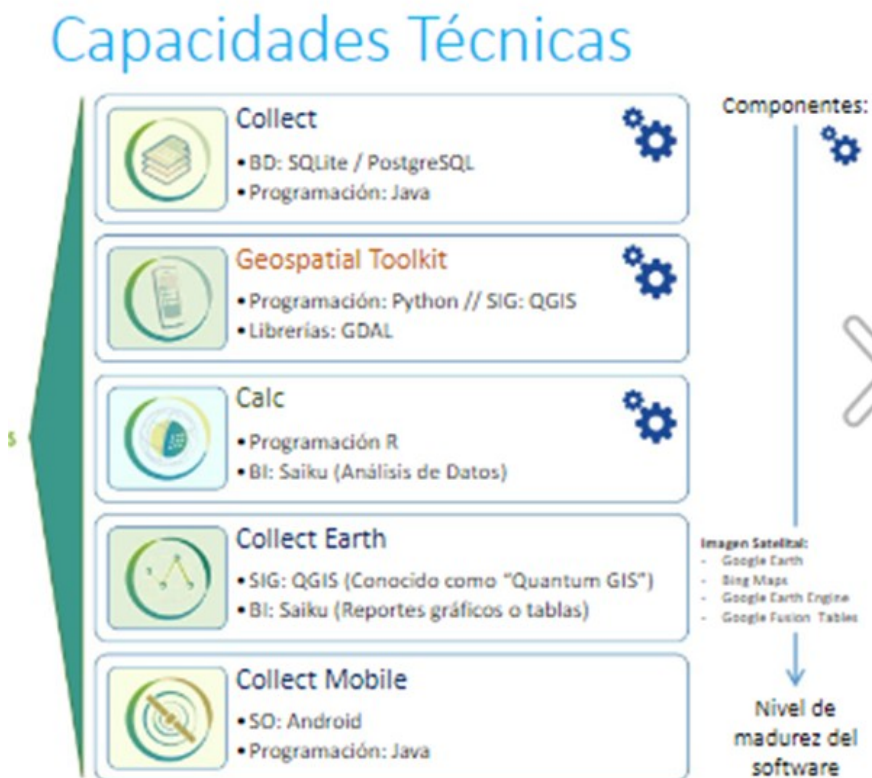 Capacidades Técnicas
Collect
•BD: SQLite / PostgreSQL
•Programación: Java
Geospatial Toolkit
•Programación: Python // SIG: QGIS
•Librerías: GDAL
Calc
•Programación R
•BI: Saiku (Análisis de Datos)
Collect Earth
•SIG: QGIS (Conocido como “Quantum GIS”)
•BI: Saiku (Reportes gráficos o tablas)
Collect Mobile
•SO: Android
•Programación: Java
Componentes:
Imagen Satelital:
- Google Earth
- Bing Maps
- Google Earth Engine
- Google Fusion Tables
Nivel de
madurez del
software